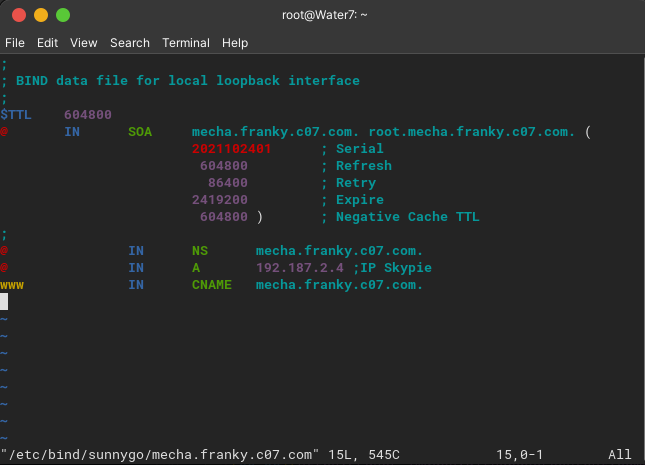 root@Water7: ~
File Edit View Search Terminal Help
;
; BIND data file for local loopback interface
;
$TTL 604800
@ IN SOA mecha.franky.c07.com. root.mecha.franky.c07.com. (
2021102401 ; Serial
604800 ; Refresh
86400 ; Retry
2419200 ; Expire
604800 ) ; Negative Cache TTL
;
@ IN NS mecha.franky.c07.com.
@ IN A 192.187.2.4 ;IP Skypie
www IN CNAME mecha.franky.c07.com.
~
~
~
~
~
~
~
~
"/etc/bind/sunnygo/mecha.franky.c07.com" 15L, 545C 15,0-1 All